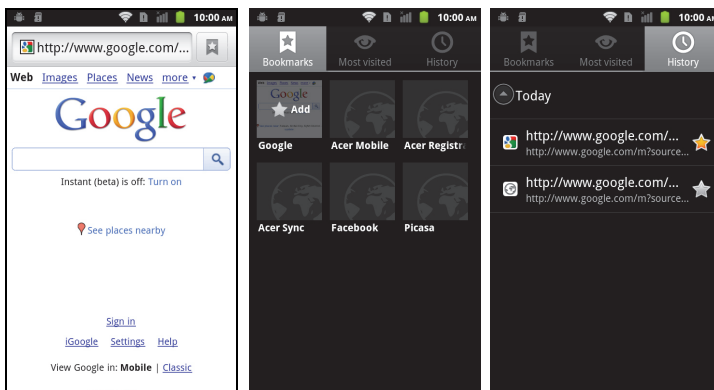 10:00 AM
http://www.google.com/...
Web Images Places News more
Google
Instant (beta) is off: Turn on
See places nearby
Sign in
iGoogle Settings Help
View Google in: Mobile | Classic
10:00 AM
Bookmarks Most visited History
Google
Add
Google Acer Mobile Acer Registra
Acer Sync Facebook Picasa
10:00 AM
Bookmarks Most visited History
Today
http://www.google.com/...
http://www.google.com/m?source...
http://www.google.com/...
http://www.google.com/m?source...